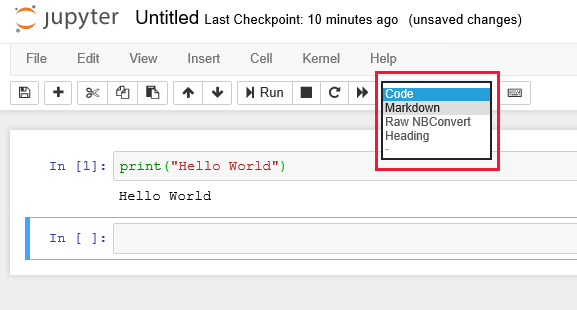 jupyter Untitled Last Checkpoint: 10 minutes ago (unsaved changes)
File Edit View Insert Cell Kernel Help
Run
Code
Markdown
Raw NBConvert
Heading
-
In [1]: print("Hello World")
Hello World
In [ ]: